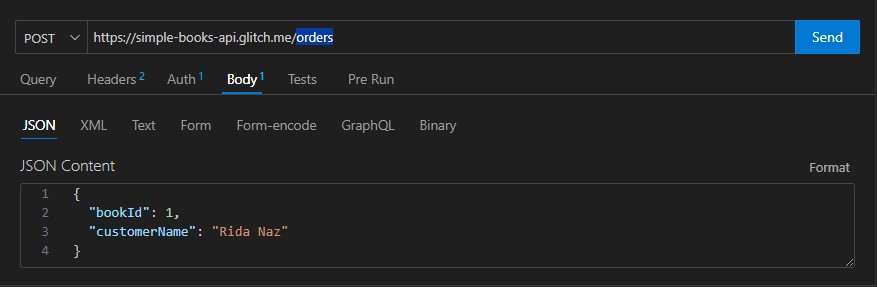 POST https://simple-books-api.glitch.me/orders Send
Query Headers 2 Auth 1 Body 1 Tests Pre Run
JSON XML Text Form Form-encode GraphQL Binary
JSON Content Format
1 {
2 "bookId": 1,
3 "customerName": "Rida Naz"
4 }